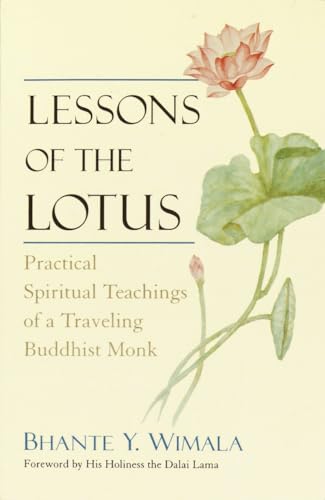 LESSONS
OF THE
LOTUS
Practical
Spiritual Teachings
of a Traveling
Buddhist Monk
BHANTE Y. WIMALA
Foreword by His Holiness the Dalai Lama